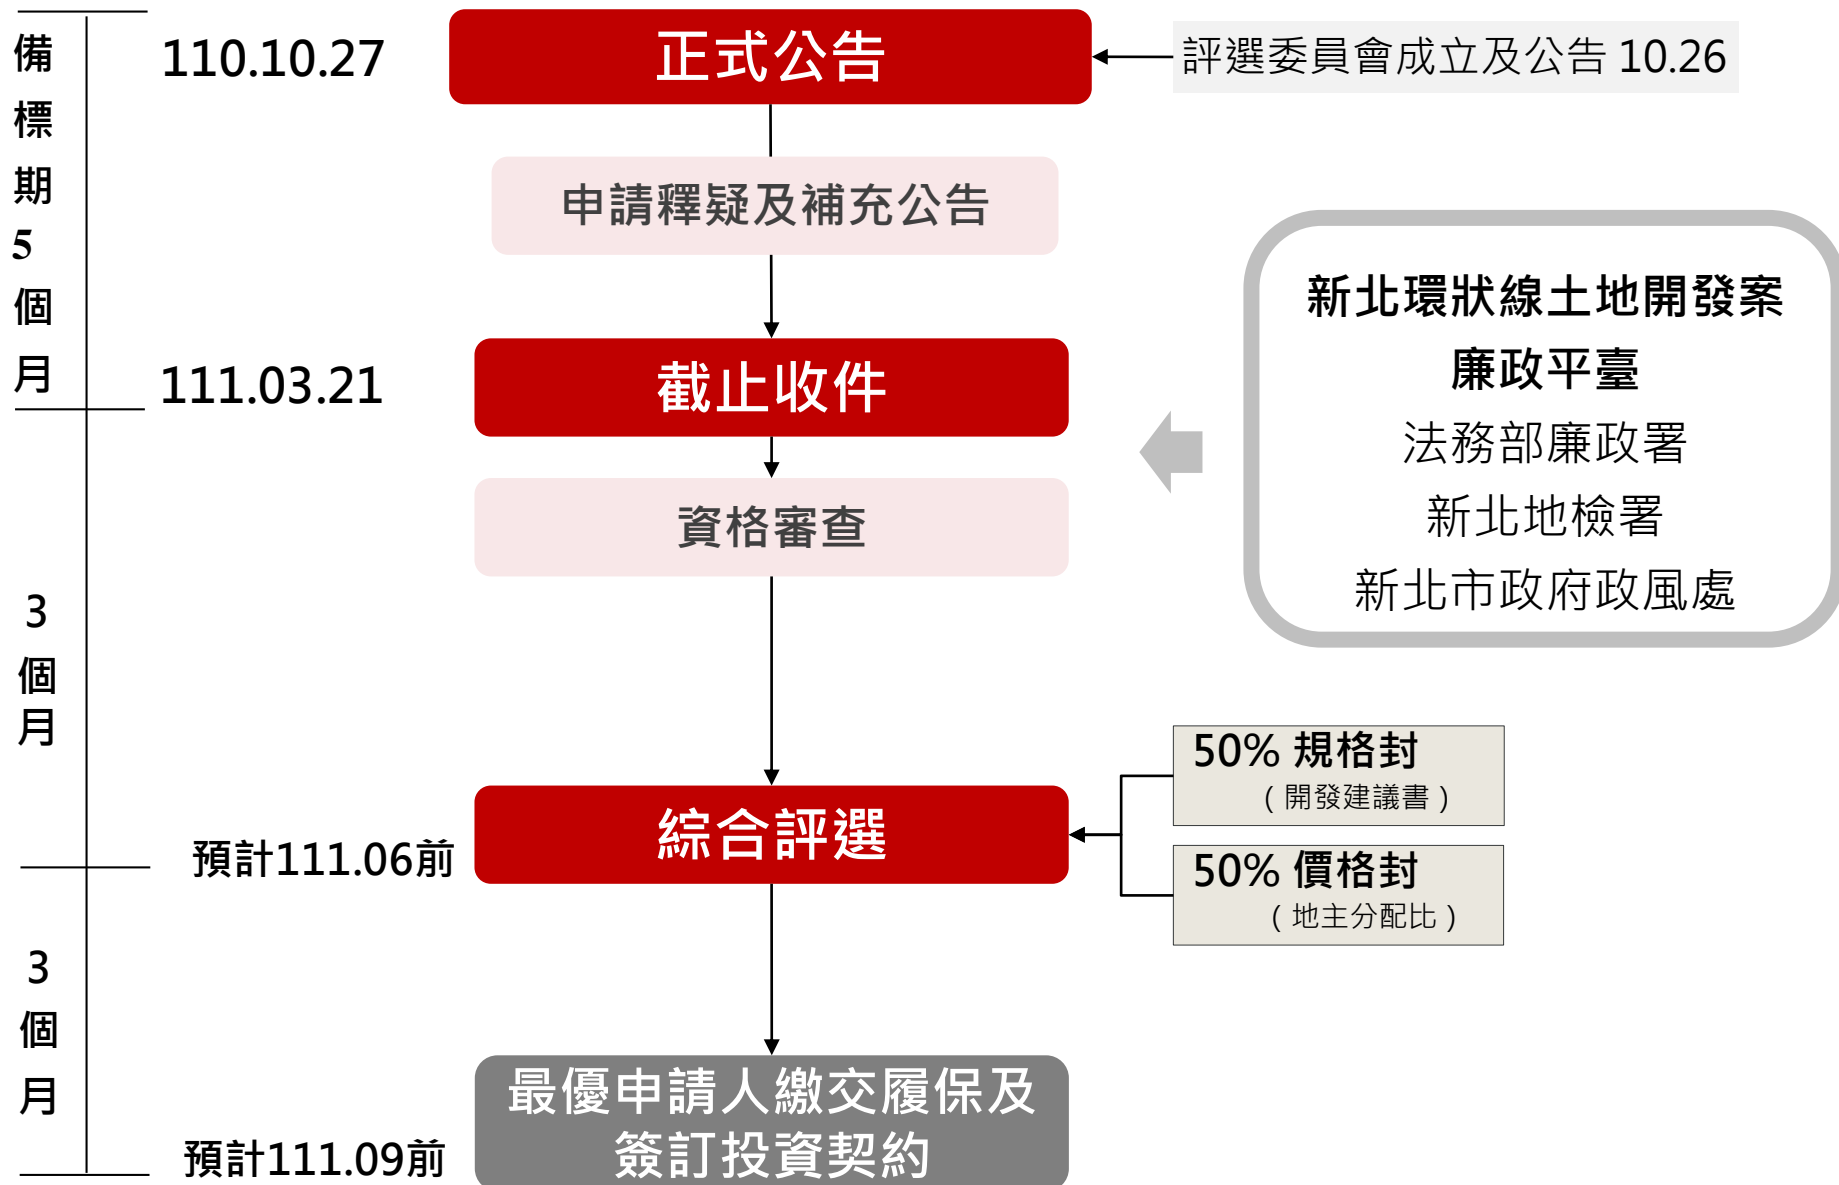 備標期5個月
110.10.27
正式公告
評選委員會成立及公告 10.26
申請釋疑及補充公告
111.03.21
截止收件
新北環狀線土地開發案
廉政平臺
法務部廉政署
新北地檢署
新北市政府政風處
資格審查
3個月
預計111.06前
綜合評選
50% 規格封
（開發建議書）
50% 價格封
（地主分配比）
3個月
預計111.09前
最優申請人繳交履保及
簽訂投資契約